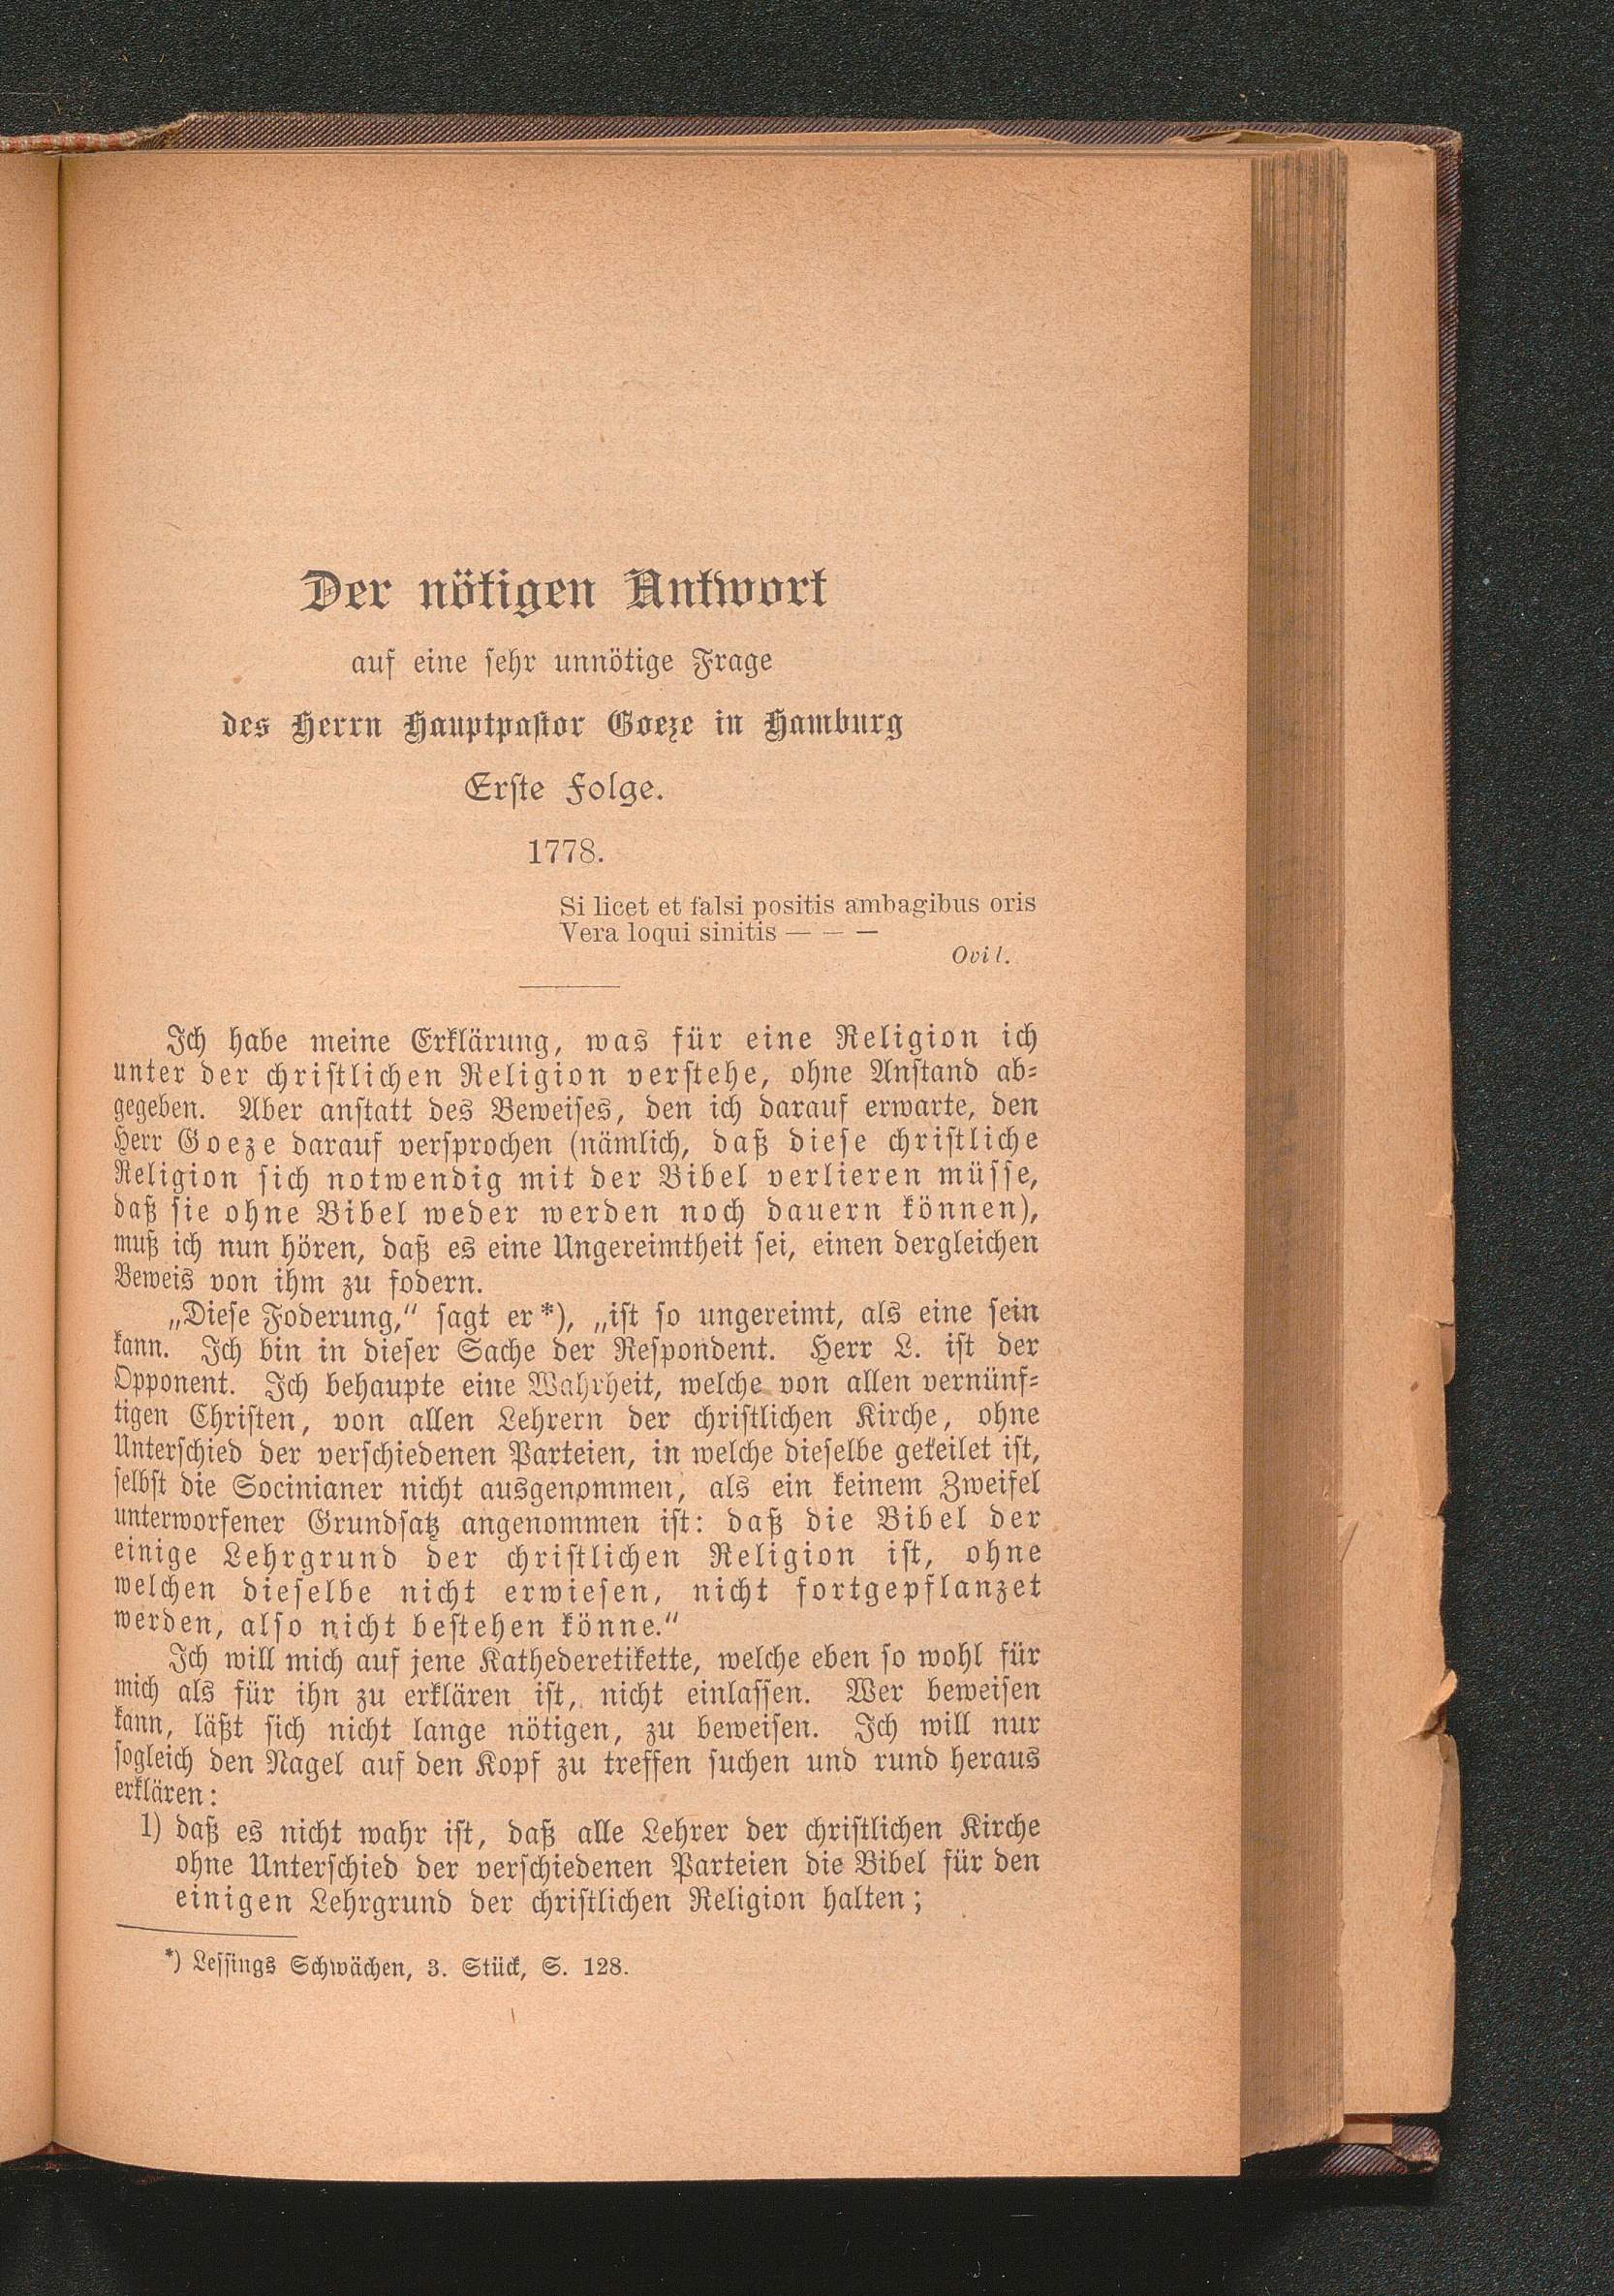 Der nötigen Antwort
auf eine sehr unnötige Frage
des Herrn Hauptpastor Goeze in Hamburg
Erste Folge.
1778.
Si licet et falsi positis ambagibus oris
Vera loqui sinitis — — —
Ovil.
Ich habe meine Erklärung, was für eine Religion ich
unter der christlichen Religion verstehe, ohne Anstand ab-
gegeben. Aber anstatt des Beweises, den ich darauf erwarte, den
Herr Goeze darauf versprochen (nämlich, daß diese christliche
Religion sich notwendig mit der Bibel verlieren müsse,
daß sie ohne Bibel weder werden noch dauern können),
muß ich nun hören, daß es eine Ungereimtheit sei, einen dergleichen
Beweis von ihm zu fodern.
„Diese Foderung,“ sagt er*), „ist so ungereimt, als eine sein
kann. Ich bin in dieser Sache der Respondent. Herr L. ist der
Opponent. Ich behaupte eine Wahrheit, welche von allen vernünf-
tigen Christen, von allen Lehrern der christlichen Kirche, ohne
Unterschied der verschiedenen Parteien, in welche dieselbe geteilet ist,
selbst die Socinianer nicht ausgenommen, als ein keinem Zweifel
unterworfener Grundsatz angenommen ist: daß die Bibel der
einige Lehrgrund der christlichen Religion ist, ohne
welchen dieselbe nicht erwiesen, nicht fortgepflanzet
werden, also nicht bestehen könne.“
Ich will mich auf jene Kathederetikette, welche eben so wohl für
mich als für ihn zu erklären ist, nicht einlassen. Wer beweisen
kann, läßt sich nicht lange nötigen, zu beweisen. Ich will nur
sogleich den Nagel auf den Kopf zu treffen suchen und rund heraus
erklären:
1) daß es nicht wahr ist, daß alle Lehrer der christlichen Kirche
ohne Unterschied der verschiedenen Parteien die Bibel für den
einigen Lehrgrund der christlichen Religion halten;
*) Lessings Schwächen, 3. Stück, S. 128.